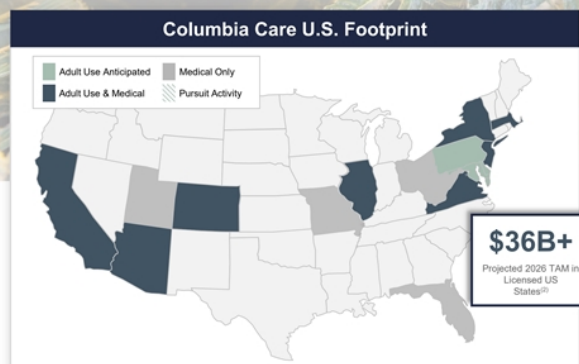 Columbia Care U.S. Footprint
Adult Use Anticipated
Medical Only
Adult Use & Medical
Pursuit Activity
$36B+
Projected 2026 TAM in
Licensed US
States(2)